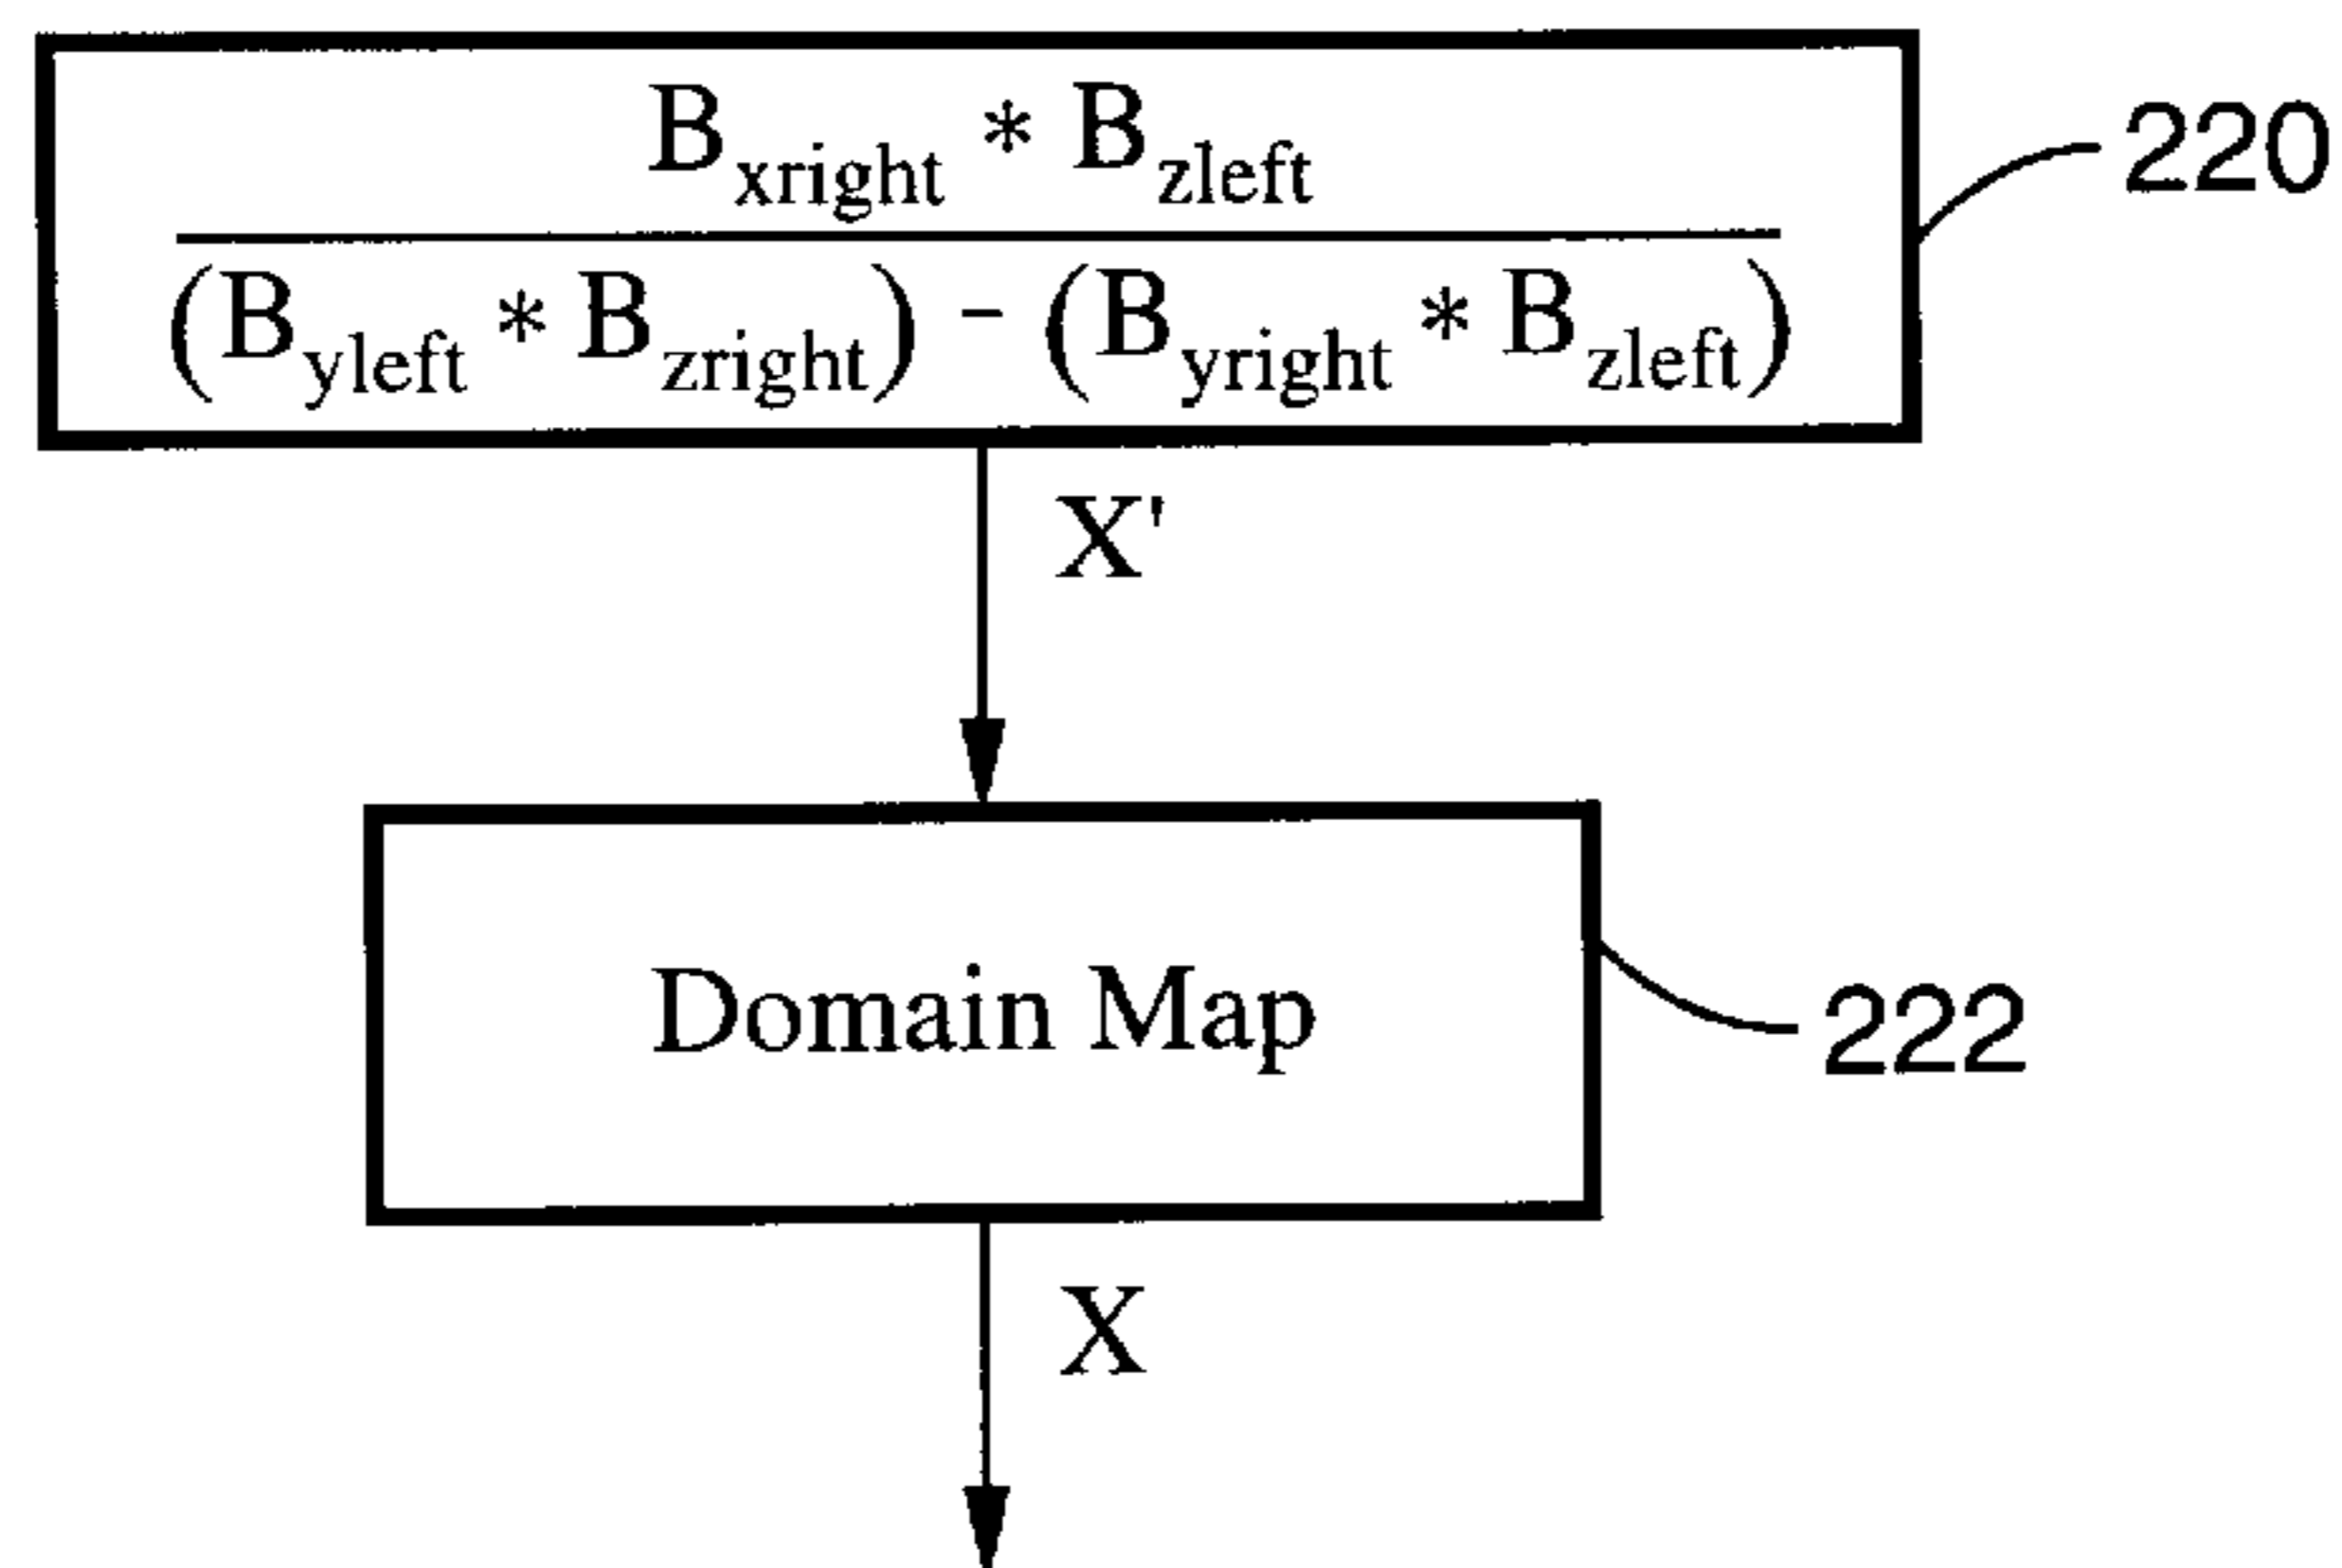 B_xright * B_zleft
220
(B_yleft * B_zright) - (B_yright * B_zleft)
X'
Domain Map
222
X